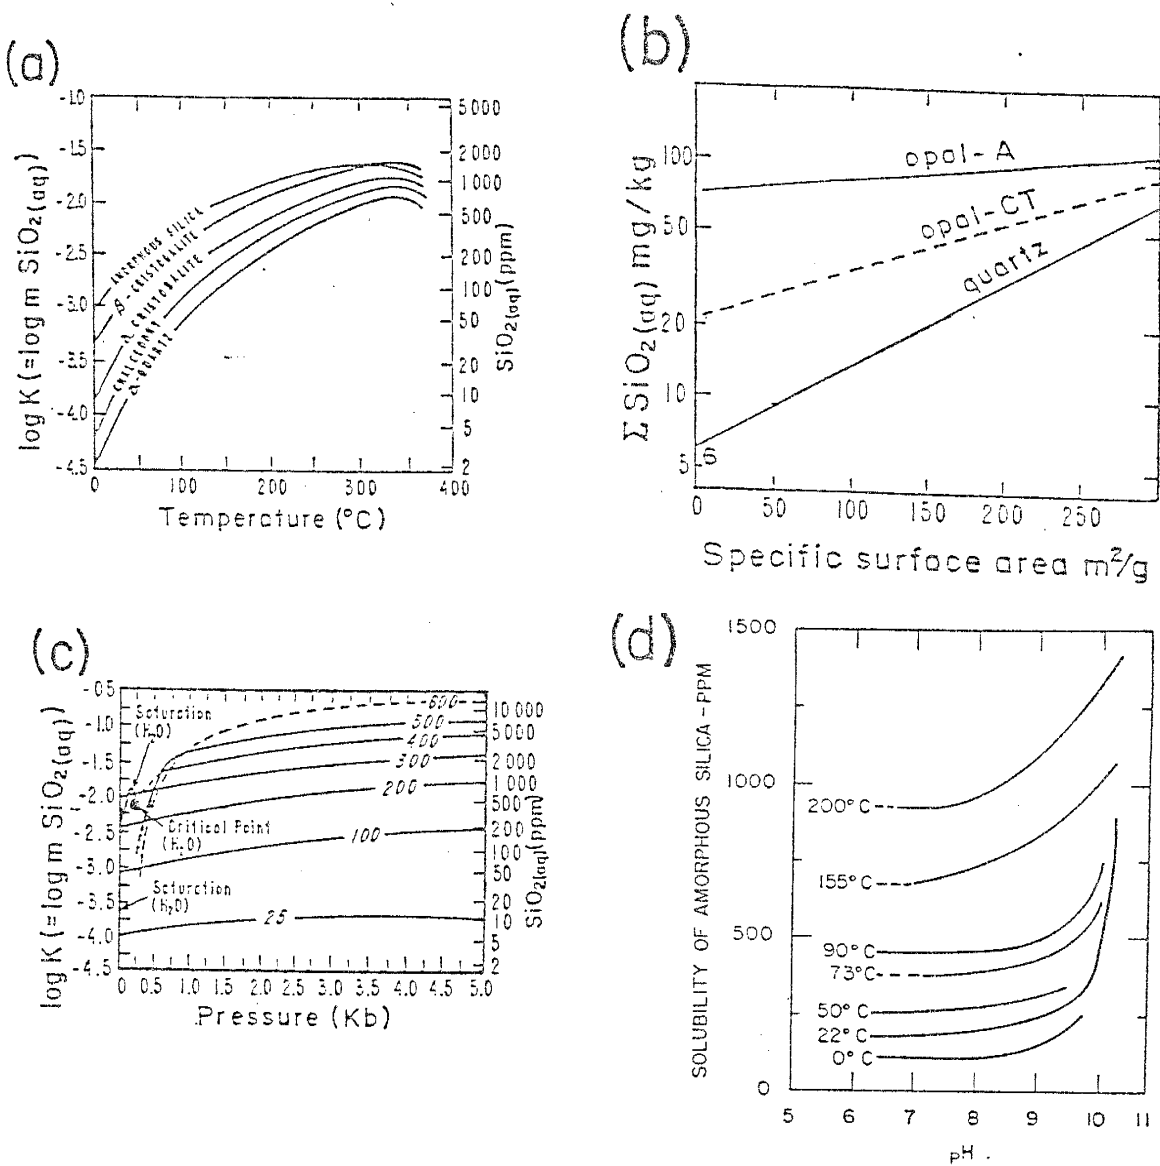 (a)
log K (=log m SiO2(aq))
-1.0
-1.5
-2.0
-2.5
-3.0
-3.5
-4.0
-4.5
AMORPHOUS SILICA
β-CRISTOBALITE
α CRISTOBALITE
CHALCEDONY
α-QUARTZ
5000
2000
1000
500
200
100
50
20
10
5
2
SiO2(aq)(ppm)
0
100
200
300
400
Temperature (°C)
(b)
Σ SiO2(aq) mg/kg
100
50
20
10
5
6
opal-A
opal-CT
quartz
0
50
100
150
200
250
Specific surface area m²/g
(c)
log K (=log m SiO2(aq))
-0.5
-1.0
-1.5
-2.0
-2.5
-3.0
-3.5
-4.0
-4.5
Saturation
(H2O)
Critical Point
(H2O)
Saturation
(H2O)
600
500
400
300
200
100
25
10 000
5000
2 000
1 000
500
200
100
50
20
10
5
2
SiO2(aq)(ppm)
0 0.5 1.0 1.5 2.0 2.5 3.0 3.5 4.0 4.5 5.0
Pressure (Kb)
(d)
SOLUBILITY OF AMORPHOUS SILICA-PPM
1500
1000
500
0
200°C
155°C
90°C
73°C
50°C
22°C
0°C
5 6 7 8 9 10 11
pH .